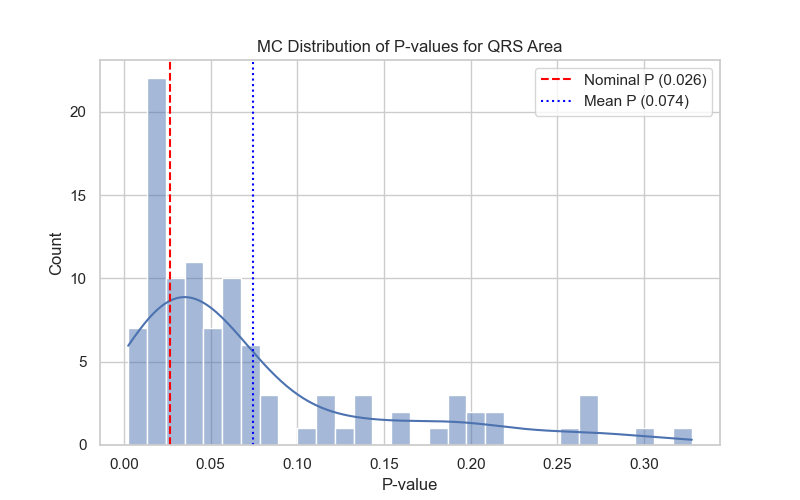 MC Distribution of P-values for QRS Area
Nominal P (0.026)
Mean P (0.074)
Count
20
15
10
5
0
0.00 0.05 0.10 0.15 0.20 0.25 0.30
P-value